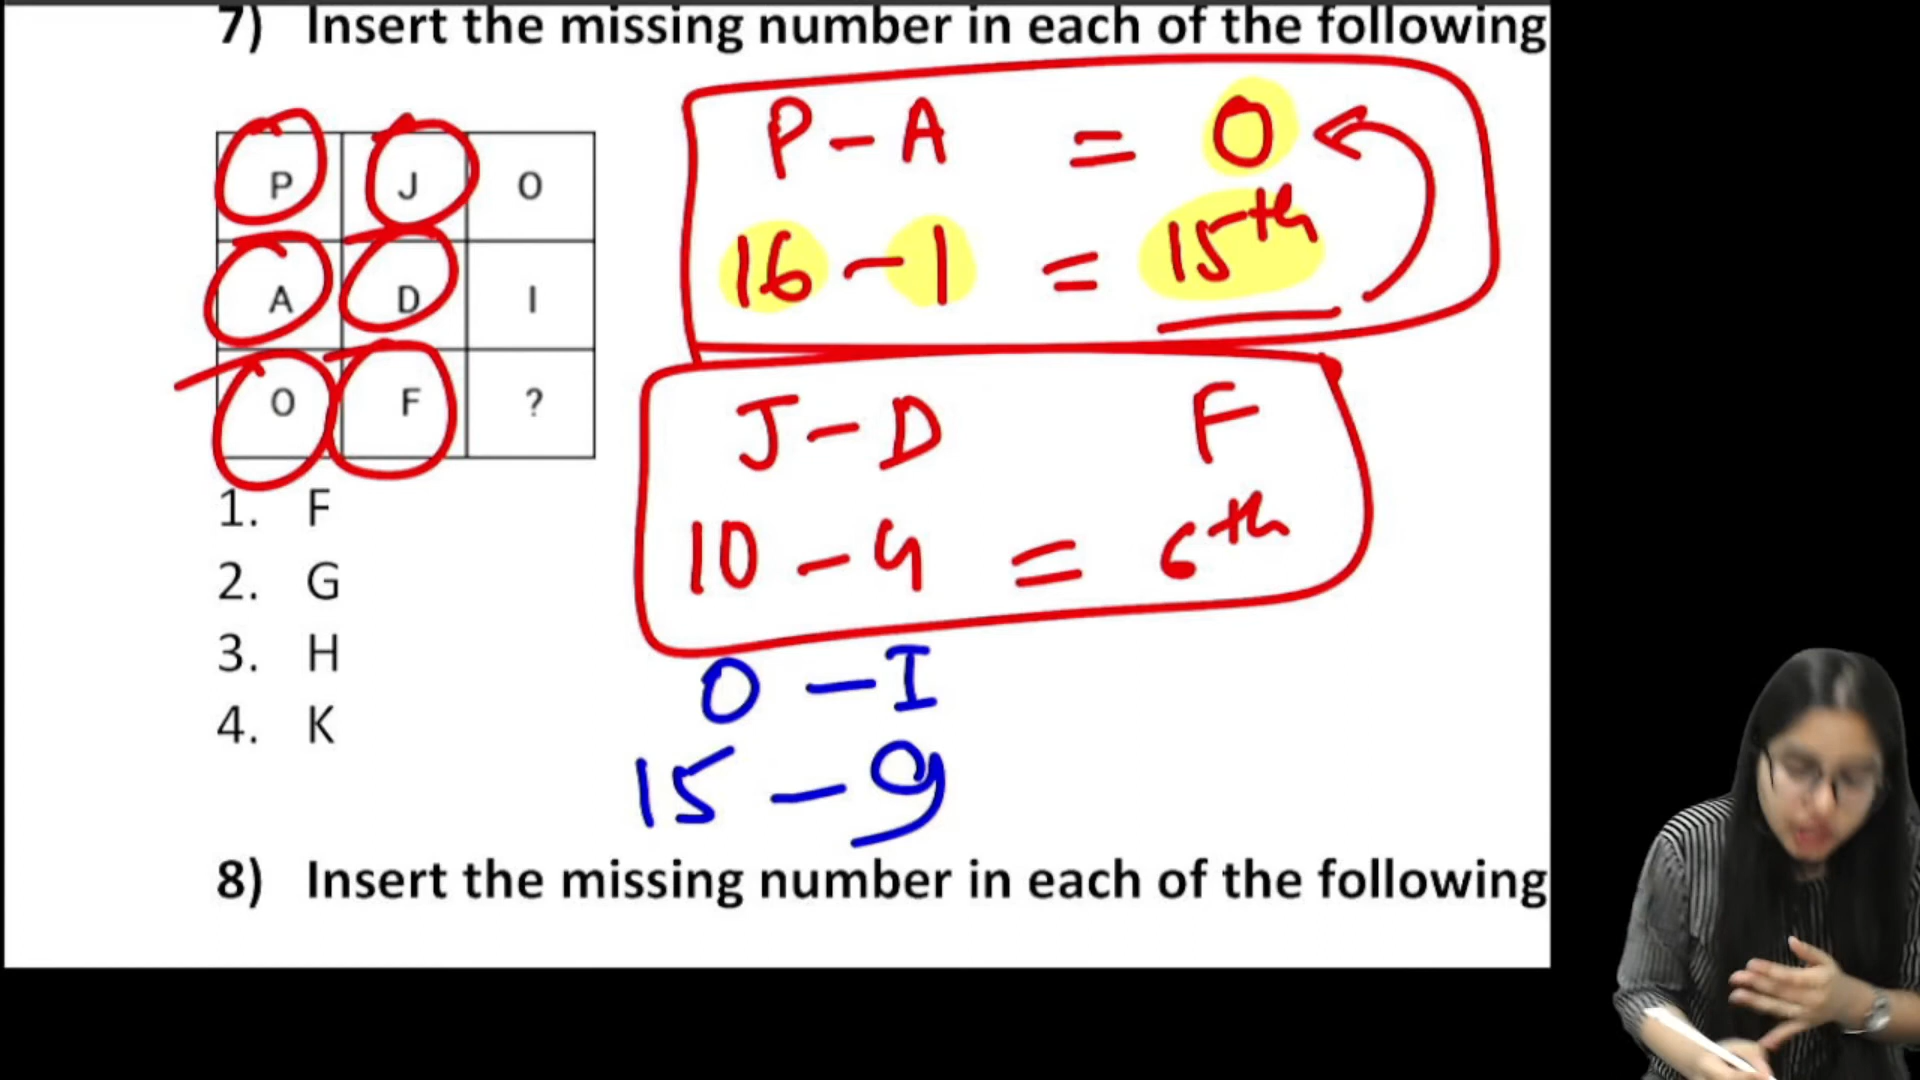 7) Insert the missing number in each of the following
P J O
A D I
O F ?
1. F
2. G
3. H
4. K
P - A = O
16 - 1 = 15th
J - D F
10 - 4 = 6th
O - I
15 - 9
8) Insert the missing number in each of the following